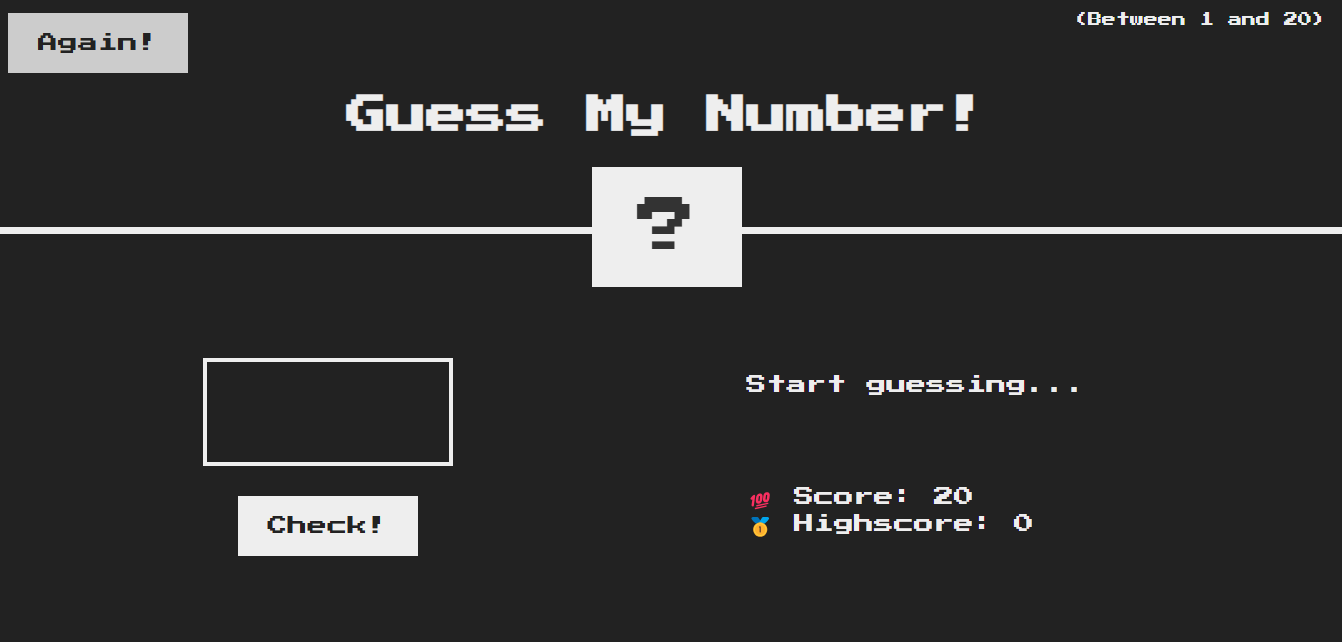 Again!
(Between 1 and 20)
Guess My Number!
?
Start guessing...
Check!
💯 Score: 20
🥇 Highscore: 0